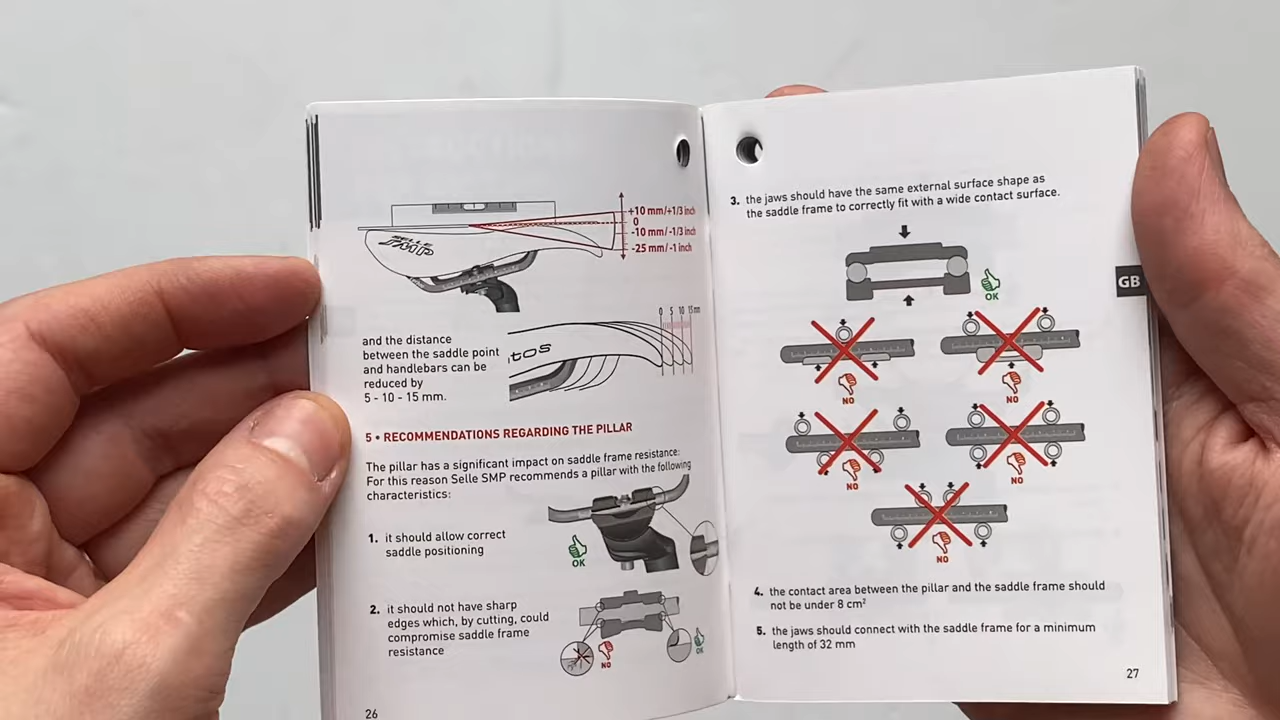 +10 mm/+1/3 inch
0
-10 mm/-1/3 inch
-25 mm/-1 inch
SMP
0 5 10 15 mm
and the distance
between the saddle point
and handlebars can be
reduced by
5 - 10 - 15 mm.
tos
5 • RECOMMENDATIONS REGARDING THE PILLAR
The pillar has a significant impact on saddle frame resistance:
For this reason Selle SMP recommends a pillar with the following
characteristics:
1. it should allow correct
saddle positioning
OK
2. it should not have sharp
edges which, by cutting, could
compromise saddle frame
resistance
NO
OK
26
3. the jaws should have the same external surface shape as
the saddle frame to correctly fit with a wide contact surface.
OK
GB
NO
NO
NO
NO
NO
4. the contact area between the pillar and the saddle frame should
not be under 8 cm²
5. the jaws should connect with the saddle frame for a minimum
length of 32 mm
27